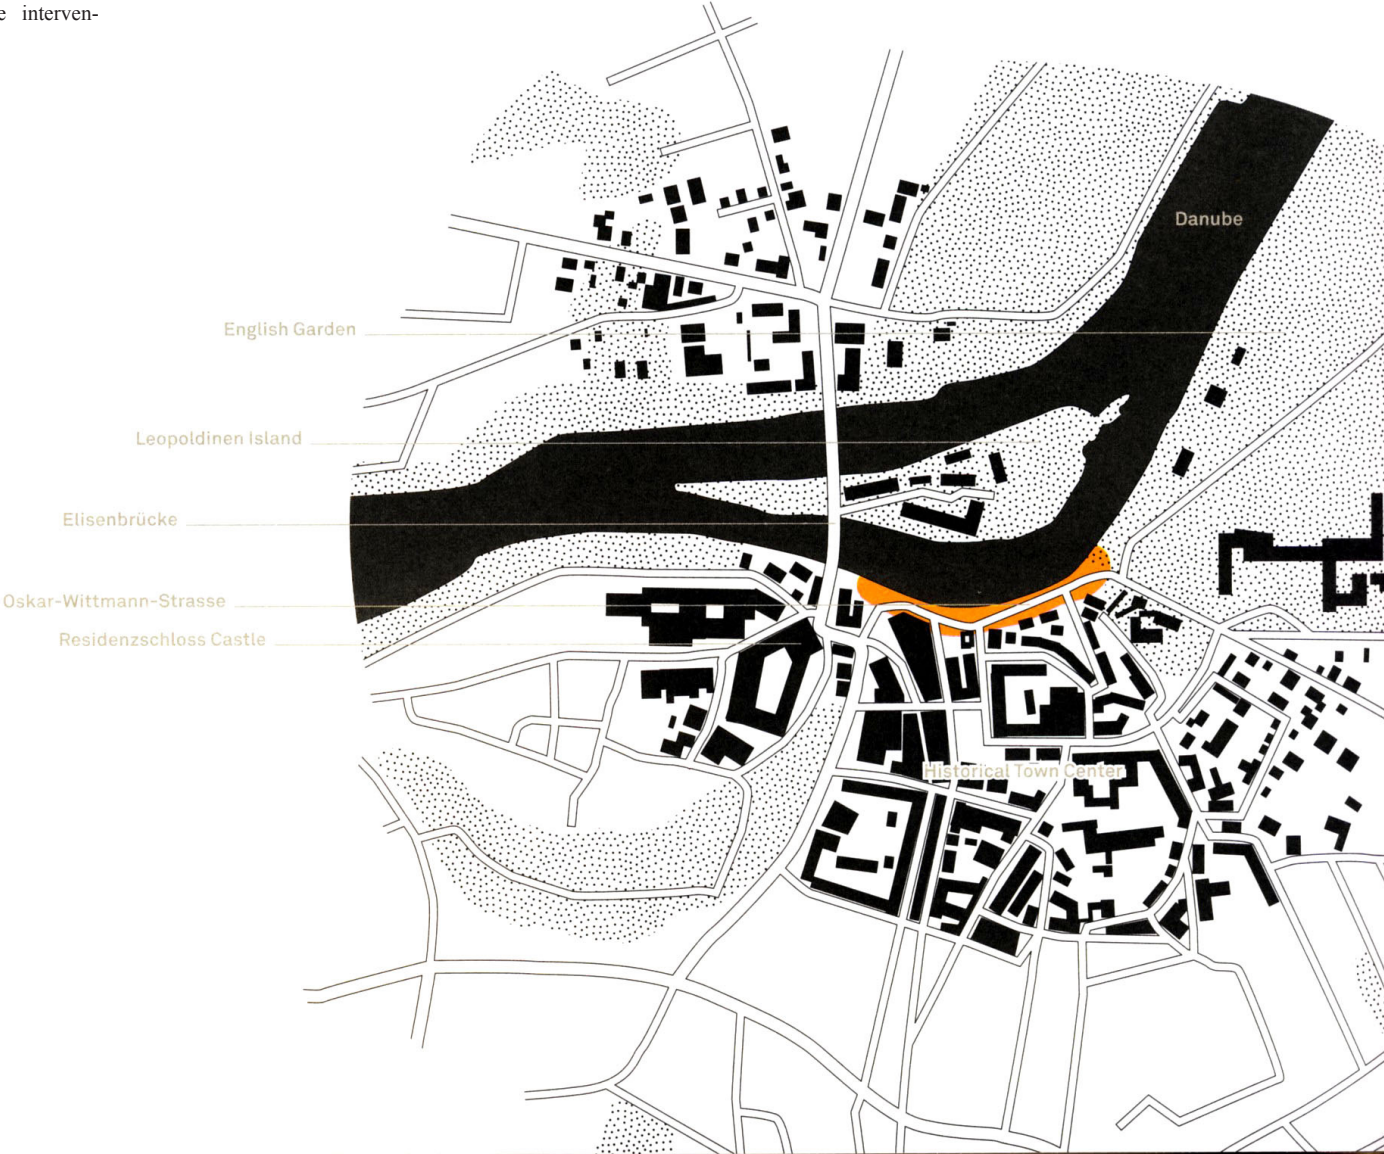 e interven-
Danube
English Garden
Leopoldinen Island
Elisenbrücke
Oskar-Wittmann-Strasse
Residenzschloss Castle
Historical Town Center